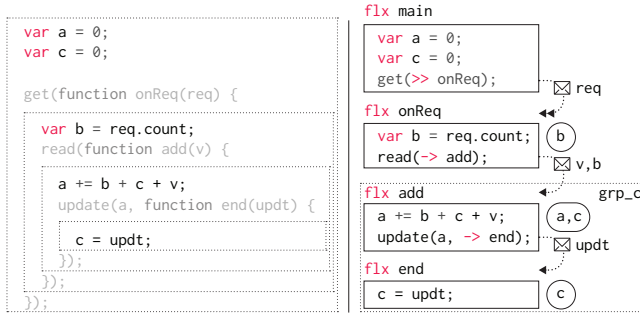 var a = 0;
var c = 0;
get(function onReq(req) {
var b = req.count;
read(function add(v) {
a += b + c + v;
update(a, function end(updt) {
c = updt;
});
});
});
flx main
var a = 0;
var c = 0;
get(>> onReq);
req
flx onReq
var b = req.count;
b
read(-> add);
v,b
flx add
grp_c
a += b + c + v;
a,c
update(a, -> end);
updt
flx end
c = updt;
c